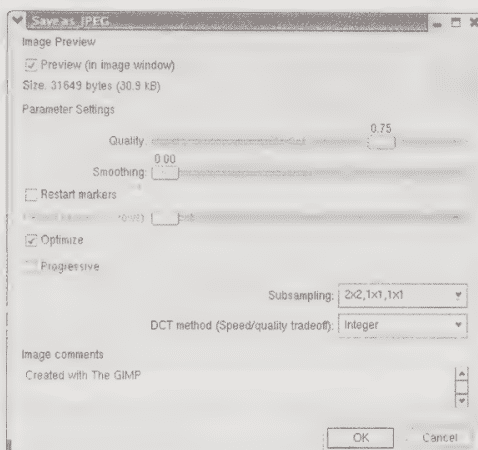 Save as JPEG
Image Preview
Preview (in image window)
Size: 31649 bytes (30.9 kB)
Parameter Settings
Quality: 0.75
Smoothing: 0.00
Restart markers
Optimize
Progressive
Subsampling: 2x2,1x1,1x1
DCT method (Speed/quality tradeoff): Integer
Image comments
Created with The GIMP
OK Cancel